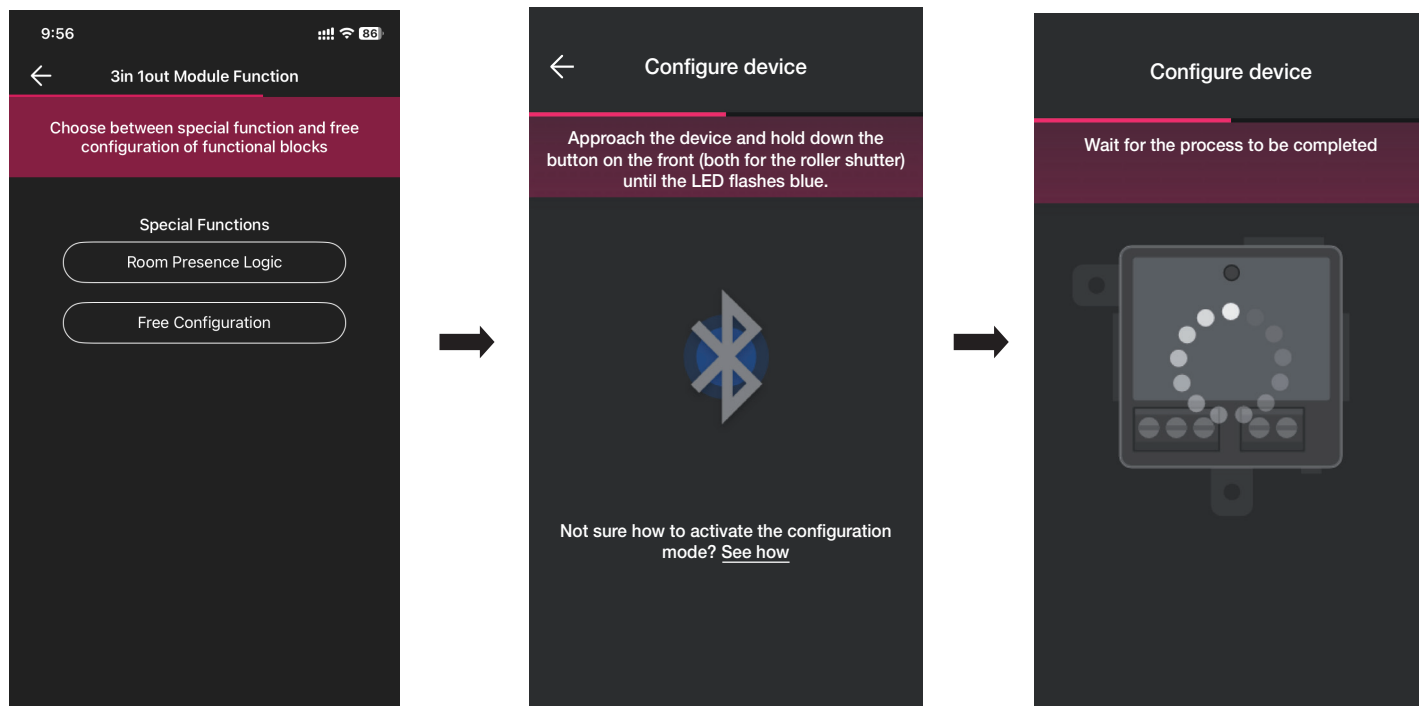 9:56
86
3in 1out Module Function
Choose between special function and free
configuration of functional blocks
Special Functions
Room Presence Logic
Free Configuration
Configure device
Approach the device and hold down the
button on the front (both for the roller shutter)
until the LED flashes blue.
Not sure how to activate the configuration
mode? See how
Configure device
Wait for the process to be completed